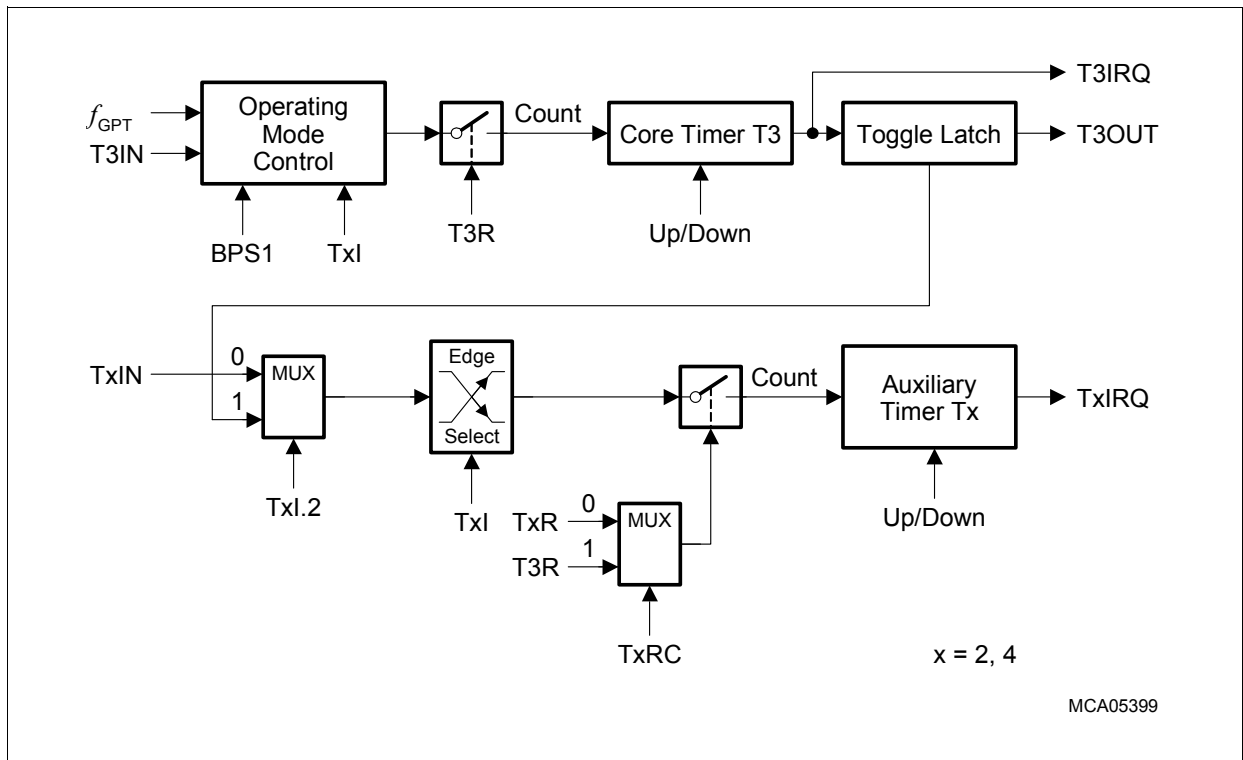 T3IRQ
fGPT
T3IN
Operating
Mode
Control
Count
Core Timer T3
Toggle Latch
T3OUT
BPS1
TxI
T3R
Up/Down
TxIN
0
1
MUX
TxI.2
Edge
Select
TxI
Count
Auxiliary
Timer Tx
TxIRQ
TxR
0
T3R
1
MUX
TxRC
Up/Down
x = 2, 4
MCA05399